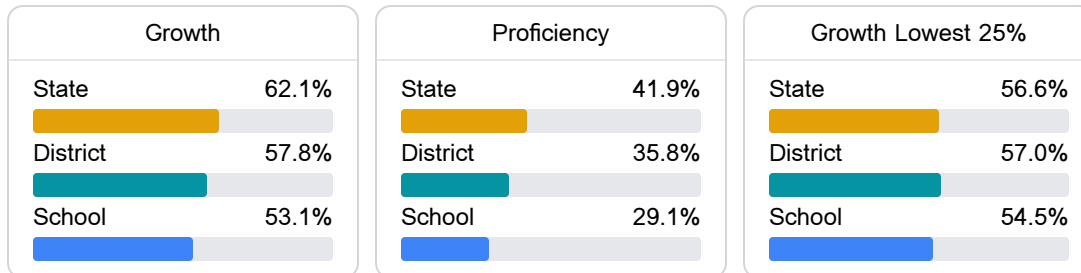 Growth
State 62.1%
District 57.8%
School 53.1%
Proficiency
State 41.9%
District 35.8%
School 29.1%
Growth Lowest 25%
State 56.6%
District 57.0%
School 54.5%